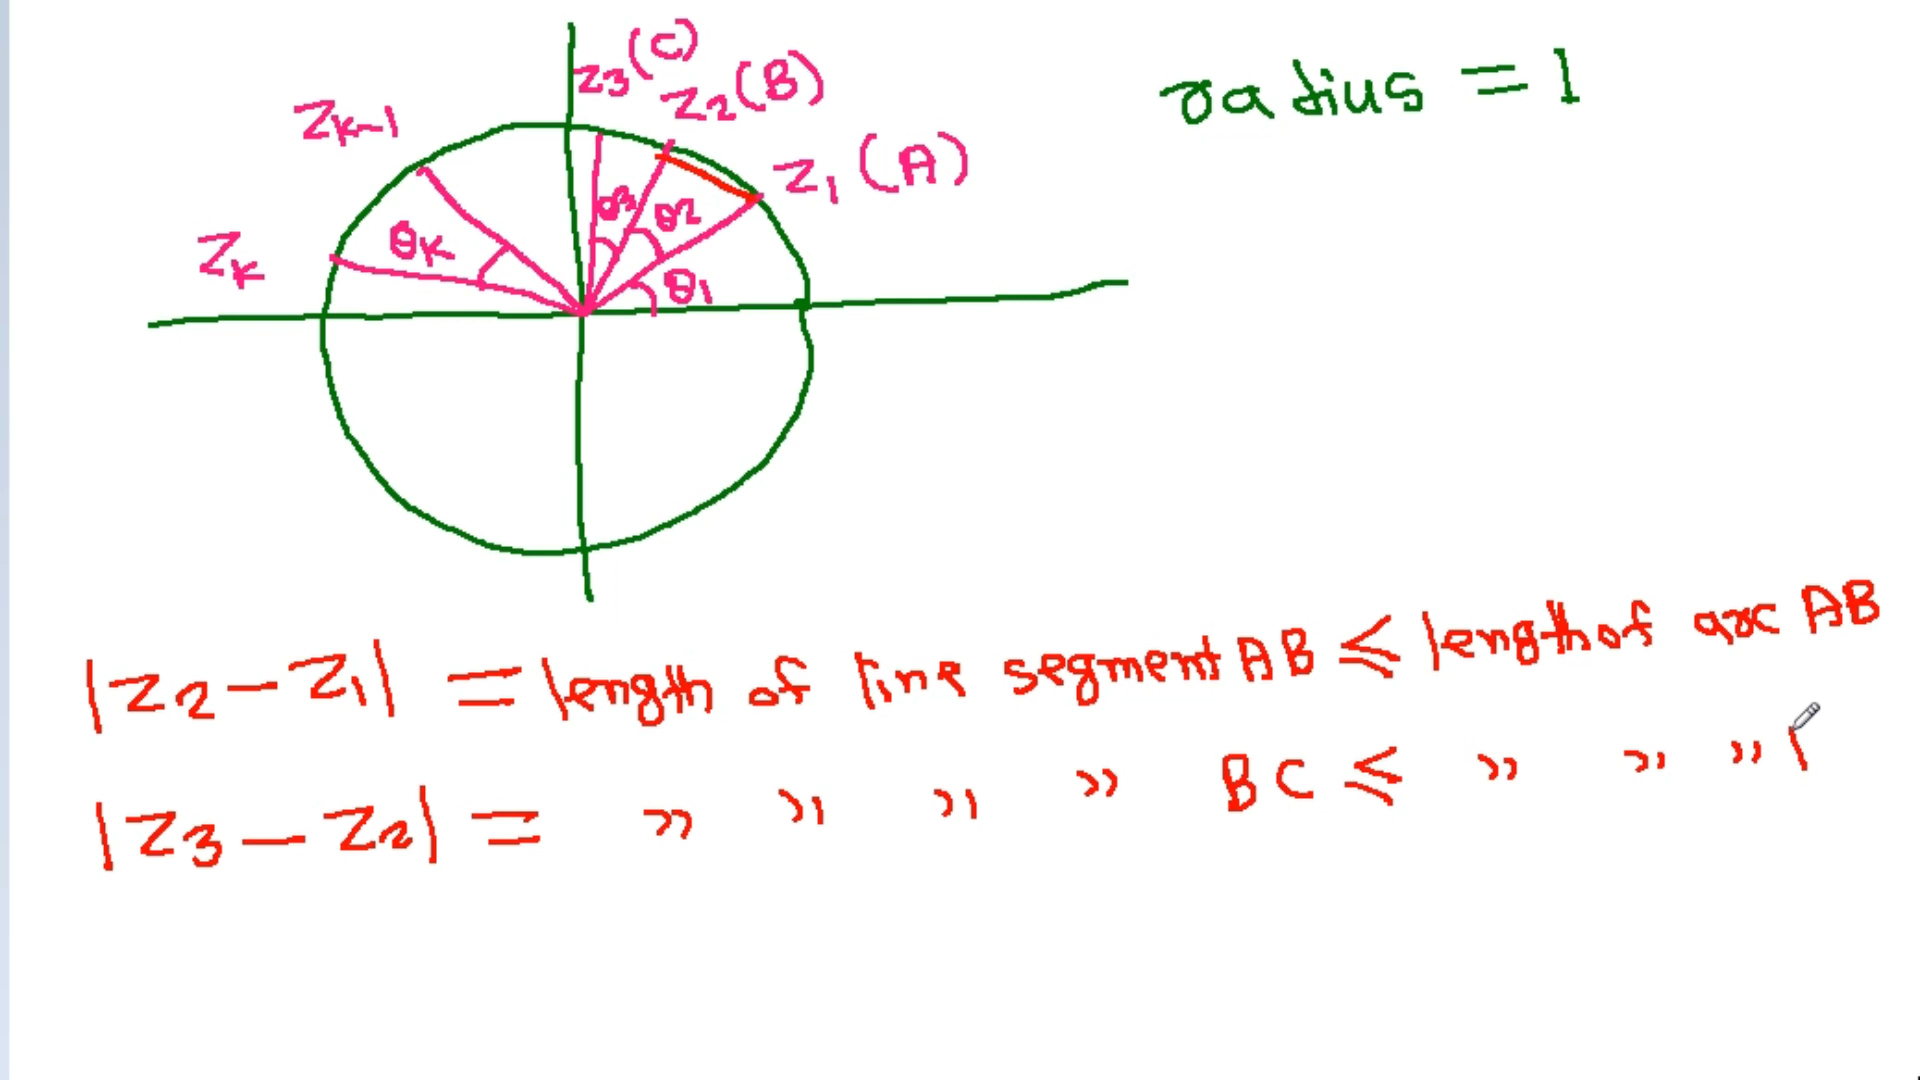 Z3(C)
Z2(B)
radius = 1
Zk-1
Z1(A)
θ3
θ2
Zk
θk
θ1
|Z2-Z1| = length of line segment AB ≤ length of arc AB
|Z3-Z2| = " " " " BC ≤ " " "